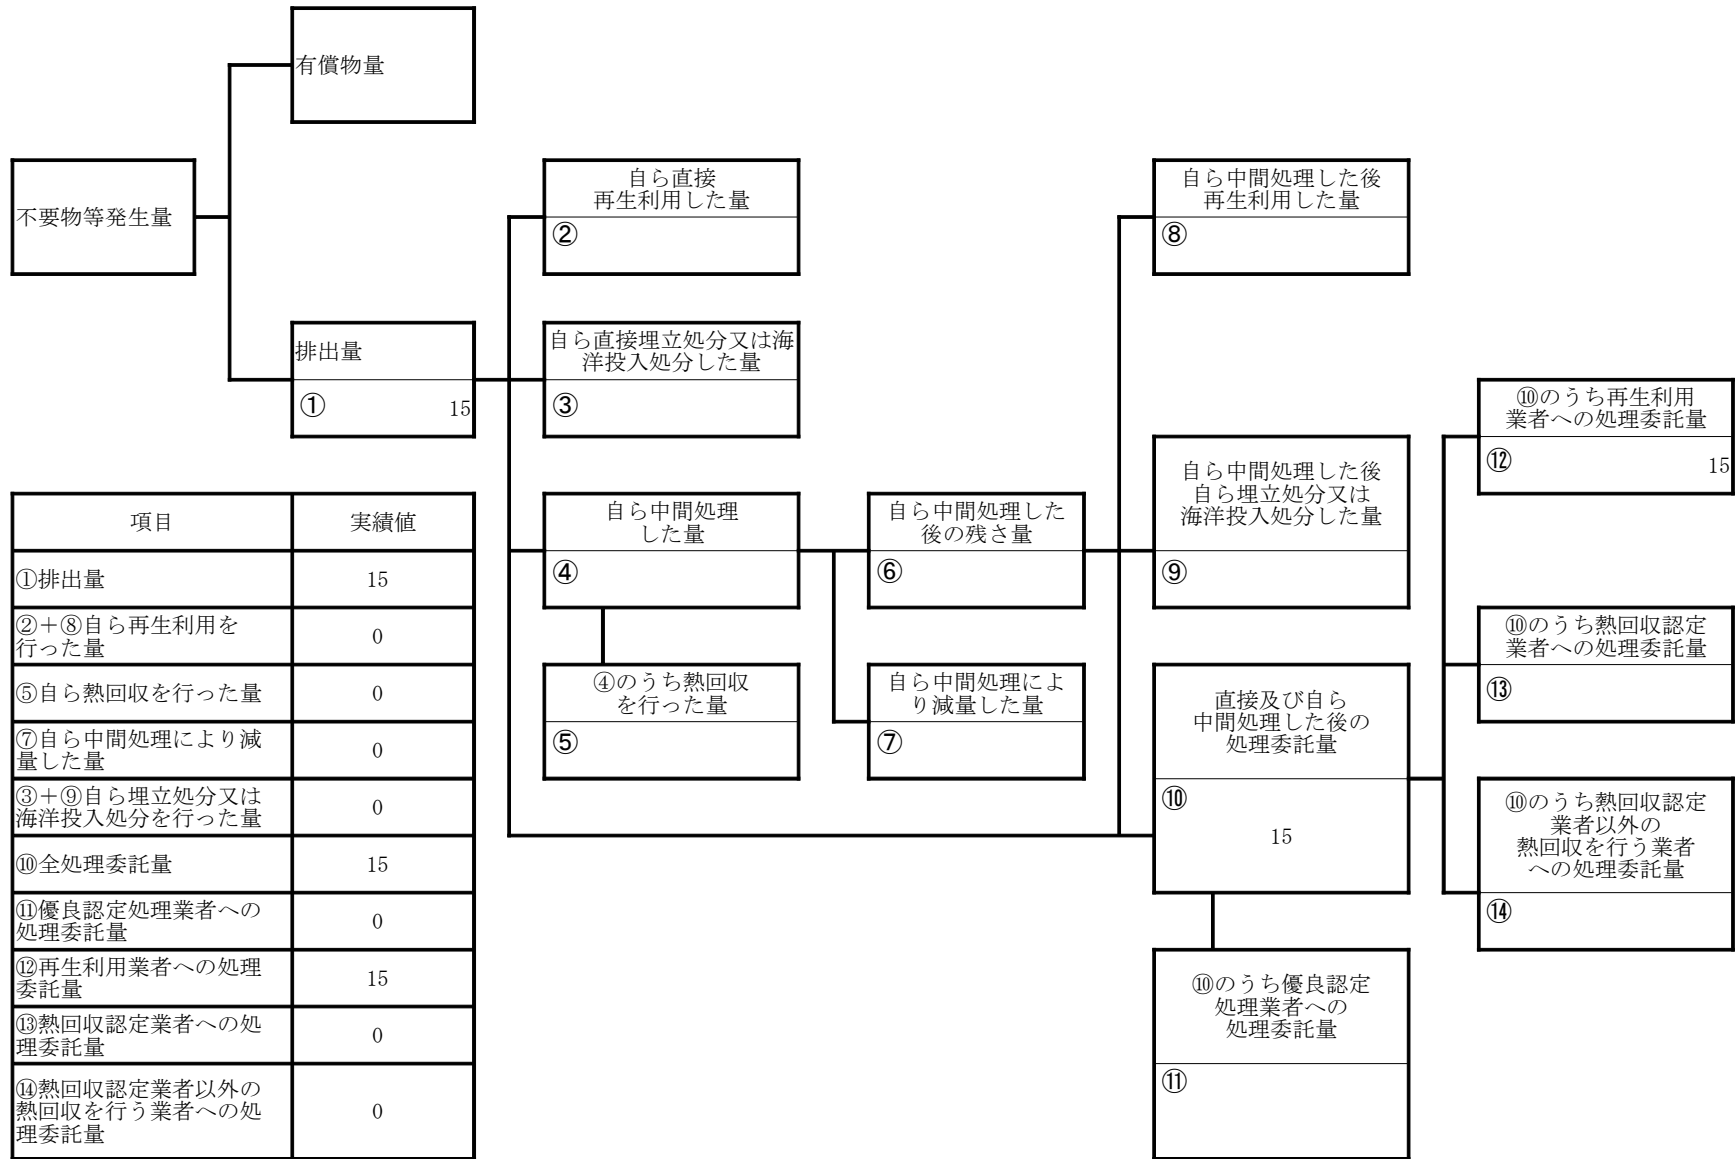 有償物量
不要物等発生量
自ら直接
再生利用した量
②
自ら中間処理した後
再生利用した量
⑧
排出量
①
15
自ら直接埋立処分又は海
洋投入処分した量
③
⑩のうち再生利用
業者への処理委託量
⑫
15
自ら中間処理
した量
④
自ら中間処理した
後の残さ量
⑥
自ら中間処理した後
自ら埋立処分又は
海洋投入処分した量
⑨
④のうち熱回収
を行った量
⑤
自ら中間処理によ
り減量した量
⑦
直接及び自ら
中間処理した後の
処理委託量
⑩
15
⑩のうち熱回収認定
業者への処理委託量
⑬
⑩のうち熱回収認定
業者以外の
熱回収を行う業者
への処理委託量
⑭
⑩のうち優良認定
処理業者への
処理委託量
⑪
項目 実績値
①排出量 15
②+⑧自ら再生利用を
行った量 0
⑤自ら熱回収を行った量 0
⑦自ら中間処理により減
量した量 0
③+⑨自ら埋立処分又は
海洋投入処分を行った量 0
⑩全処理委託量 15
⑪優良認定処理業者への
処理委託量 0
⑫再生利用業者への処理
委託量 15
⑬熱回収認定業者への処
理委託量 0
⑭熱回収認定業者以外の
熱回収を行う業者への処
理委託量 0